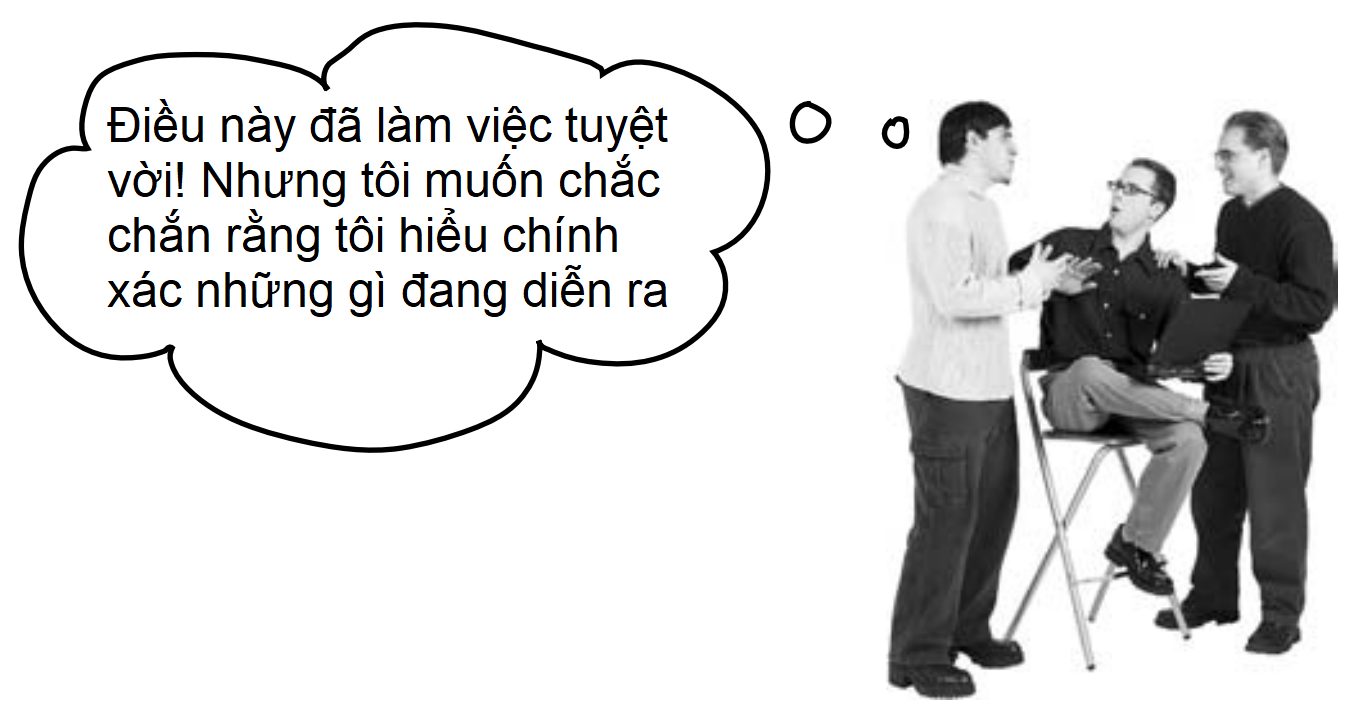 Điều này đã làm việc tuyệt
vời! Nhưng tôi muốn chắc
chắn rằng tôi hiểu chính
xác những gì đang diễn ra